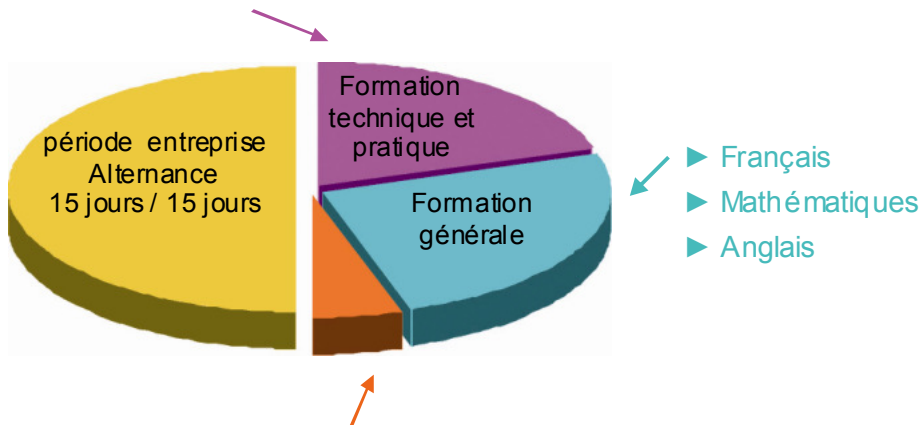 Formation
technique et
pratique
période entreprise
Alternance
15 jours / 15 jours
Formation
générale
► Français
► Mathématiques
► Anglais